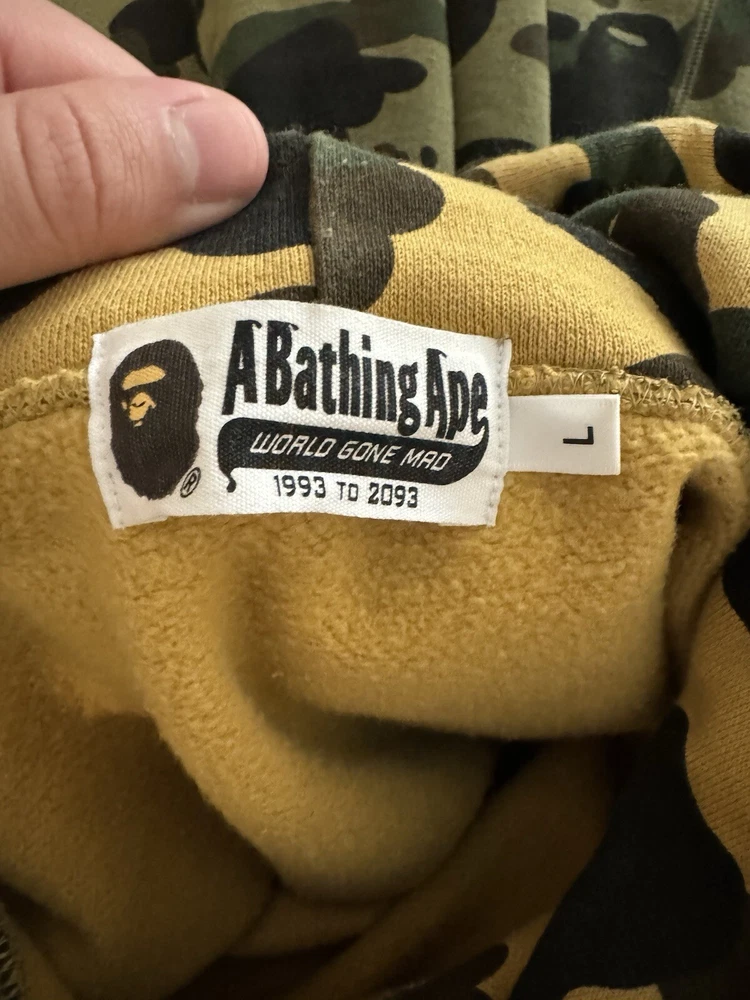 A Bathing Ape
WORLD GONE MAD
1993 TO 2093
®
L